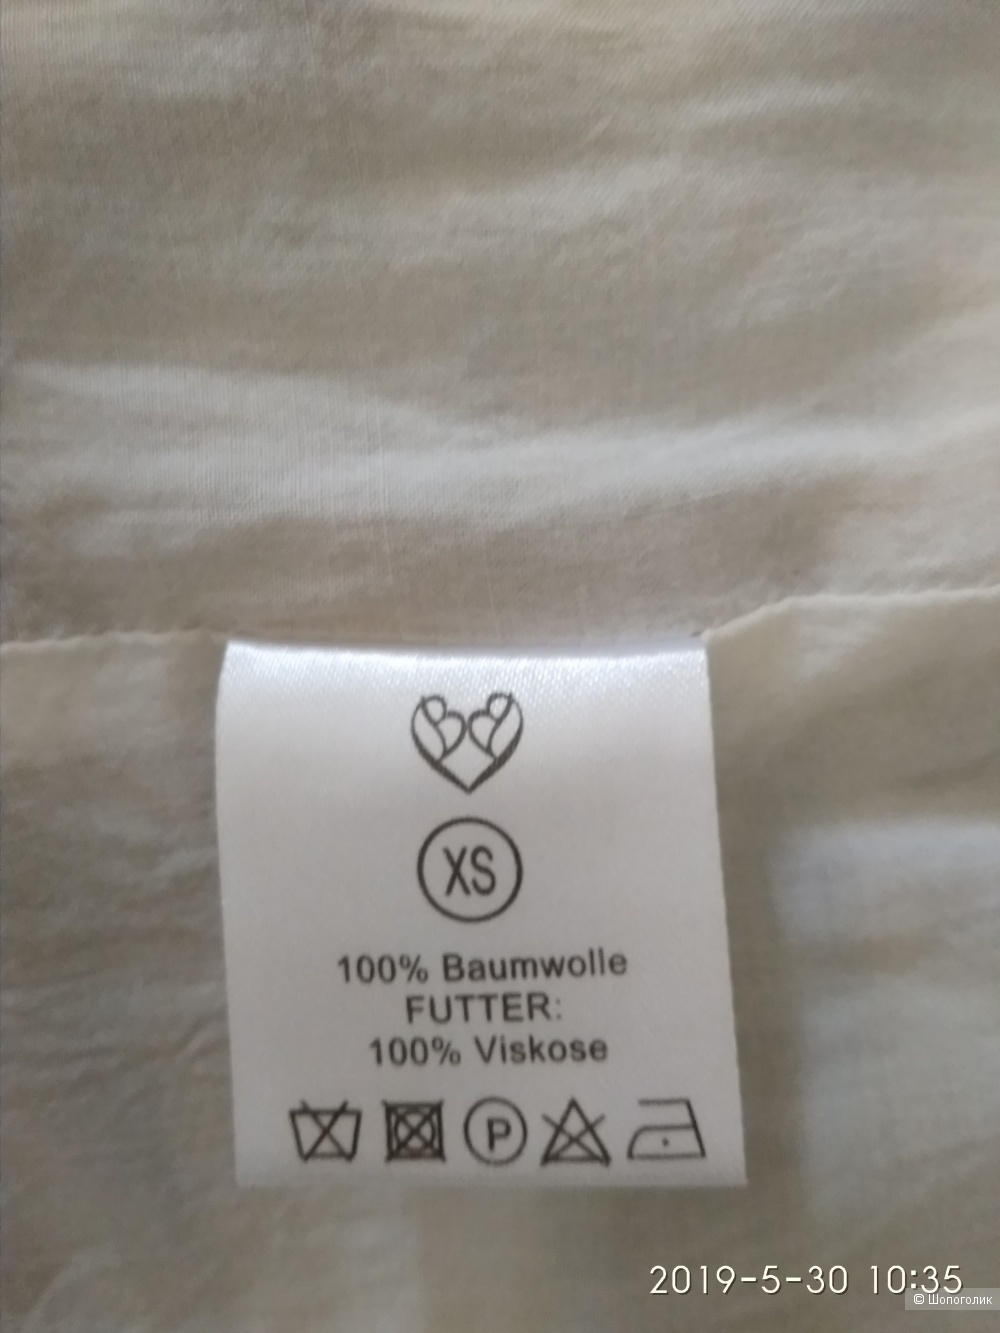 XS
100% Baumwolle
FUTTER:
100% Viskose
P
2019-5-30 10:35
© Шопоголик